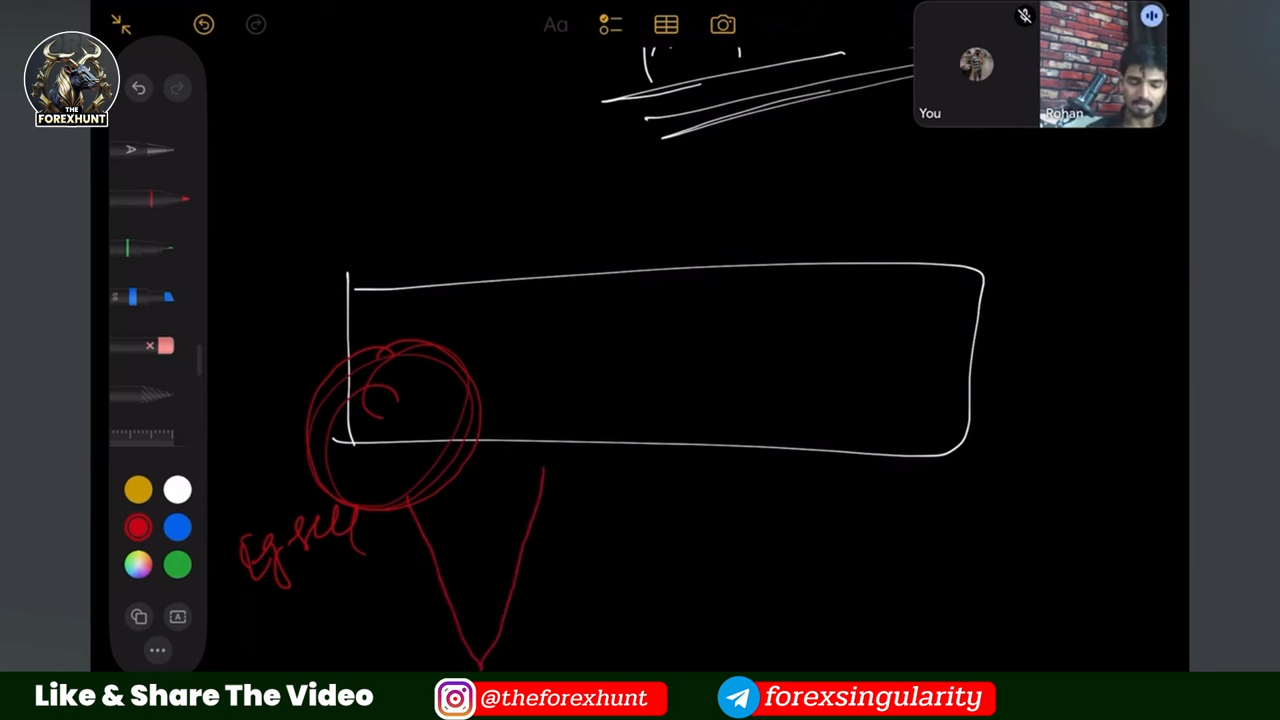 Aa
You
Rohan
THE
FOREXHUNT
A
A
Like & Share The Video
@theforexhunt
forexsingularity